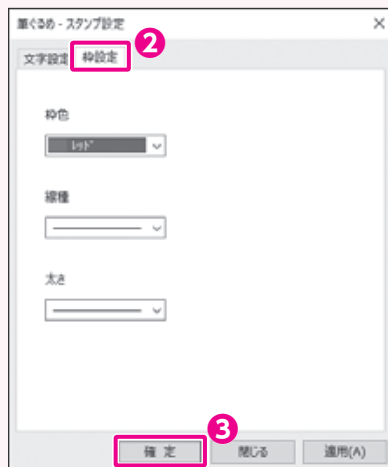 筆ぐるめ - スタンプ設定
文字設定 枠設定
2
枠色
レッド
線種
太さ
3
確 定 閉じる 適用(A)